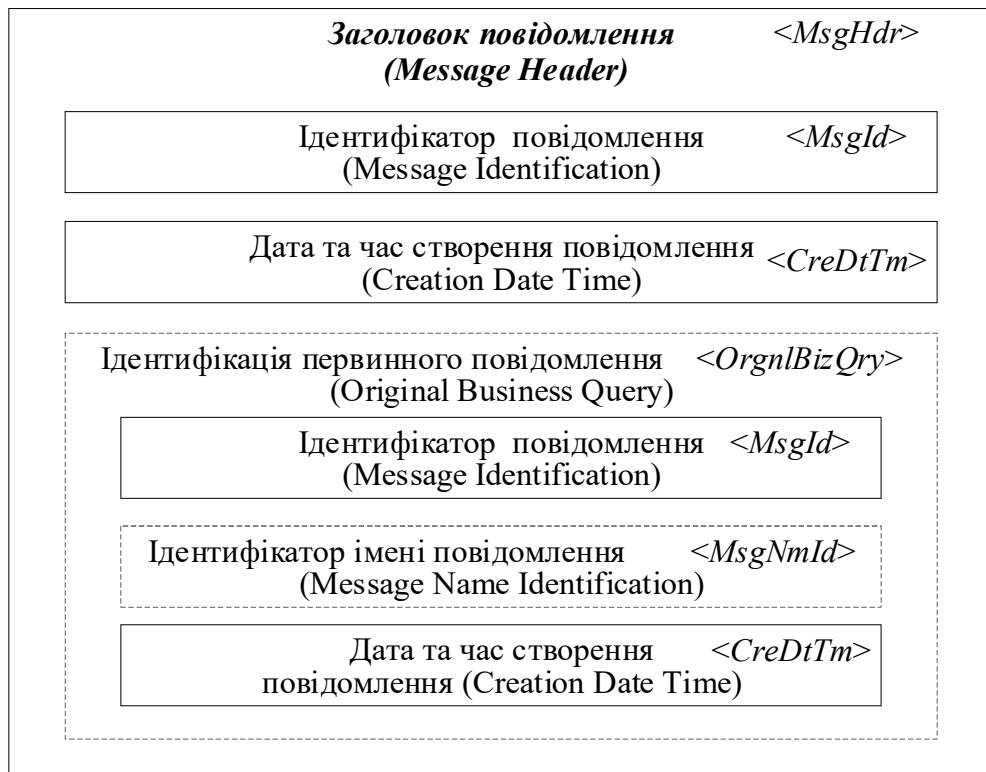 Заголовок повідомлення <MsgHdr>
(Message Header)
Ідентифікатор повідомлення <MsgId>
(Message Identification)
Дата та час створення повідомлення <CreDtTm>
(Creation Date Time)
Ідентифікація первинного повідомлення <OrgnlBizQry>
(Original Business Query)
Ідентифікатор повідомлення <MsgId>
(Message Identification)
Ідентифікатор імені повідомлення <MsgNmId>
(Message Name Identification)
Дата та час створення <CreDtTm>
повідомлення (Creation Date Time)